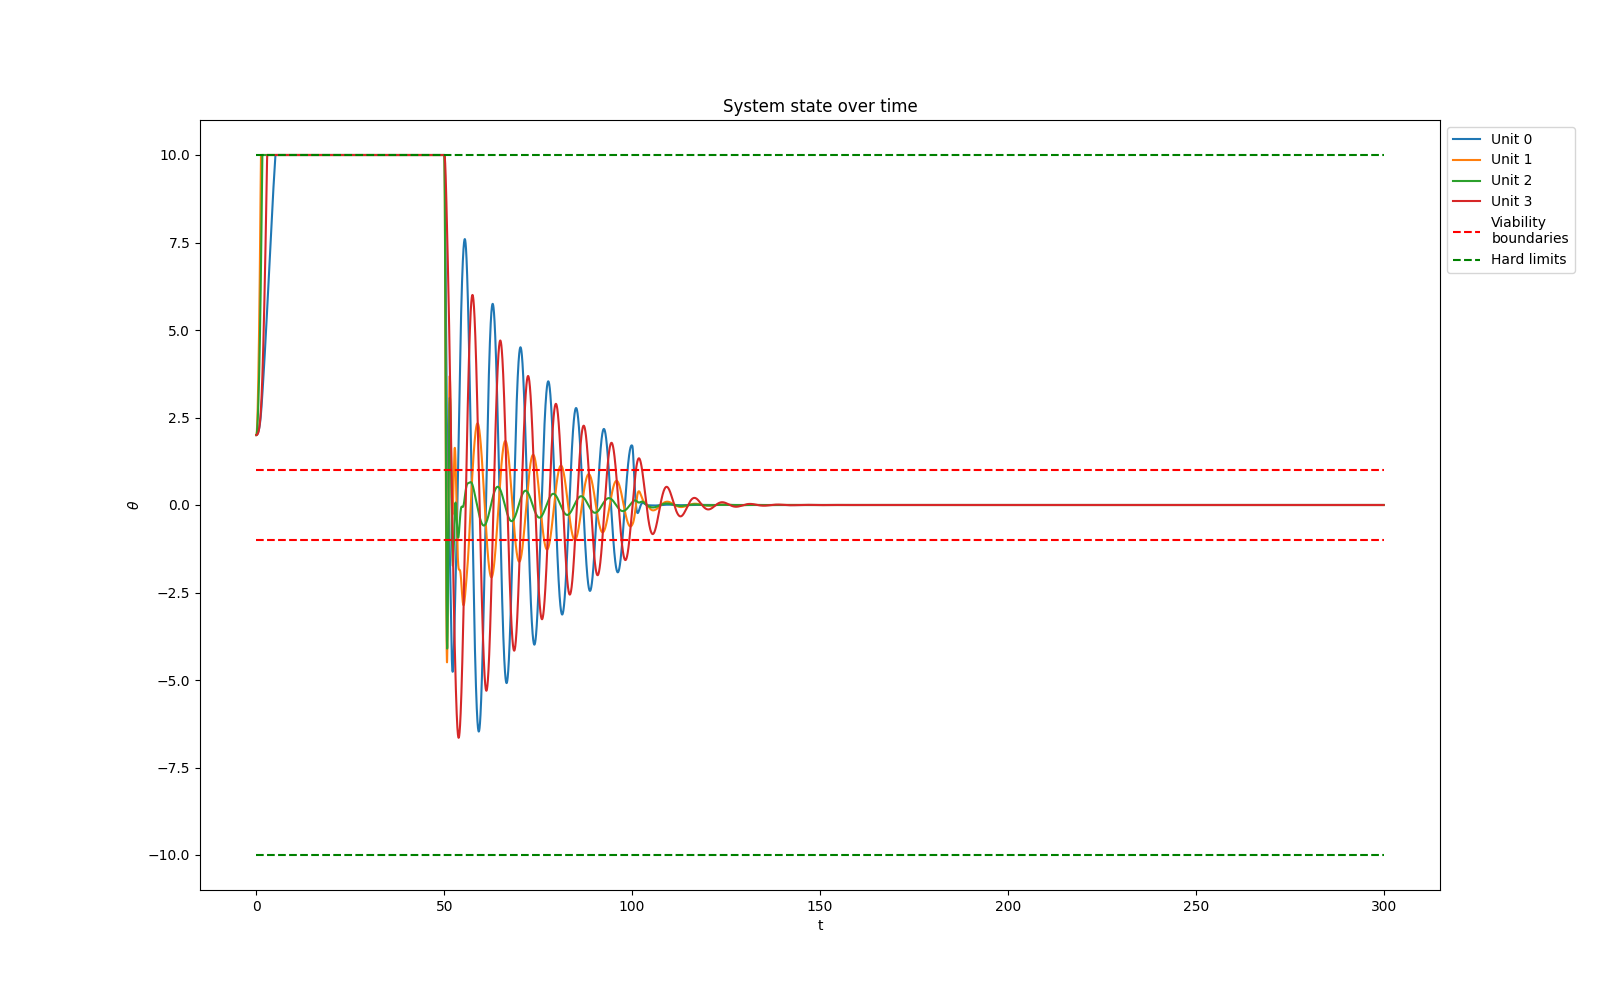 System state over time
10.0
7.5
5.0
2.5
0.0
−2.5
−5.0
−7.5
−10.0
θ
0
50
100
150
200
250
300
t
Unit 0
Unit 1
Unit 2
Unit 3
Viability
boundaries
Hard limits